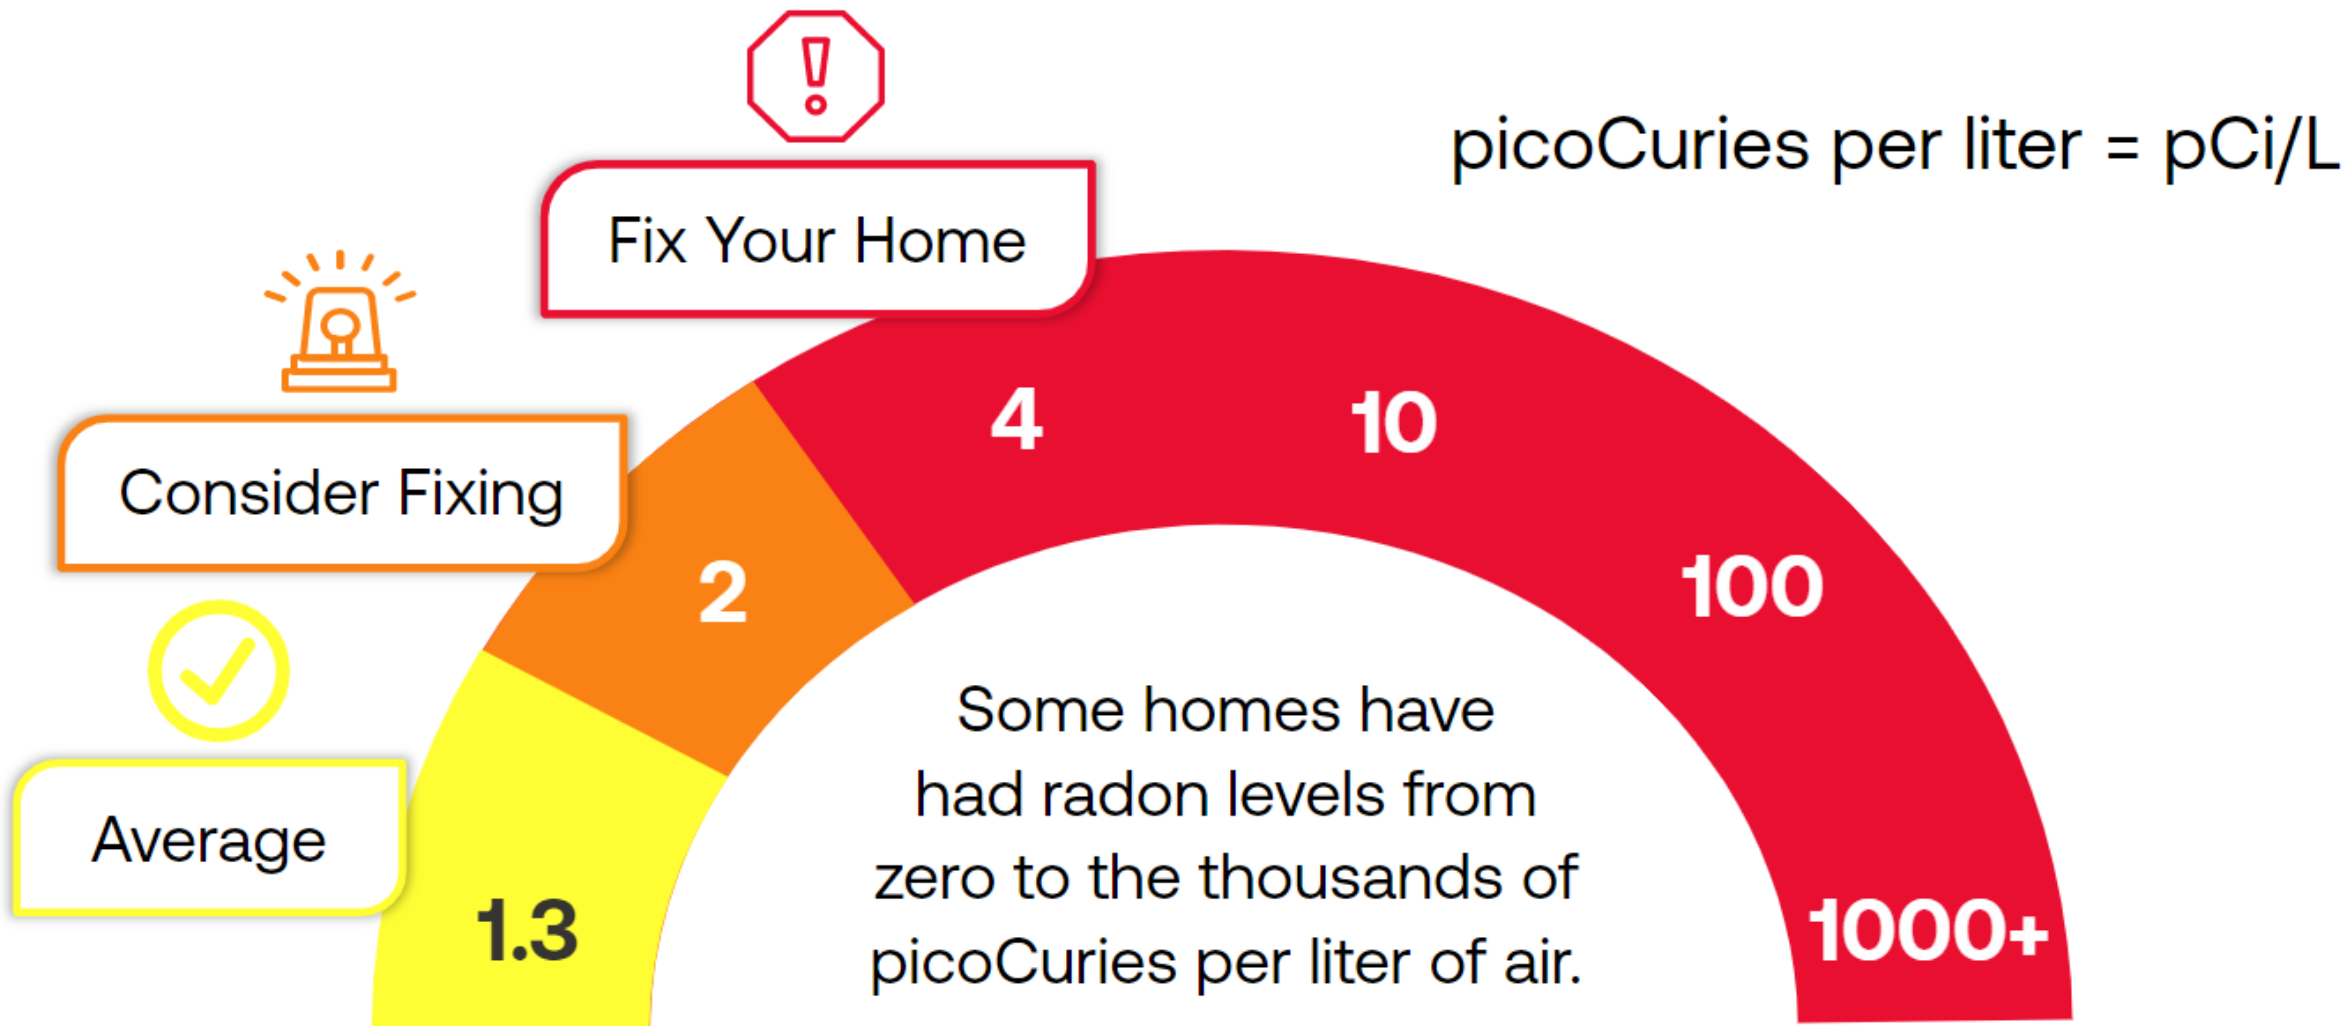 picoCuries per liter = pCi/L
Fix Your Home
Consider Fixing
Average
1.3
2
4
10
100
1000+
Some homes have
had radon levels from
zero to the thousands of
picoCuries per liter of air.